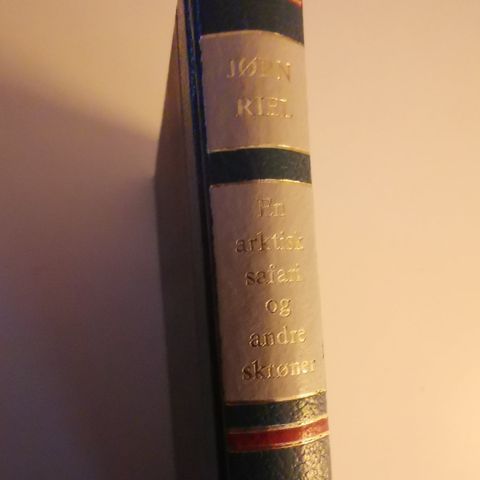 JØRN
RIEL
En
arktisk
safari
og
andre
skrøner